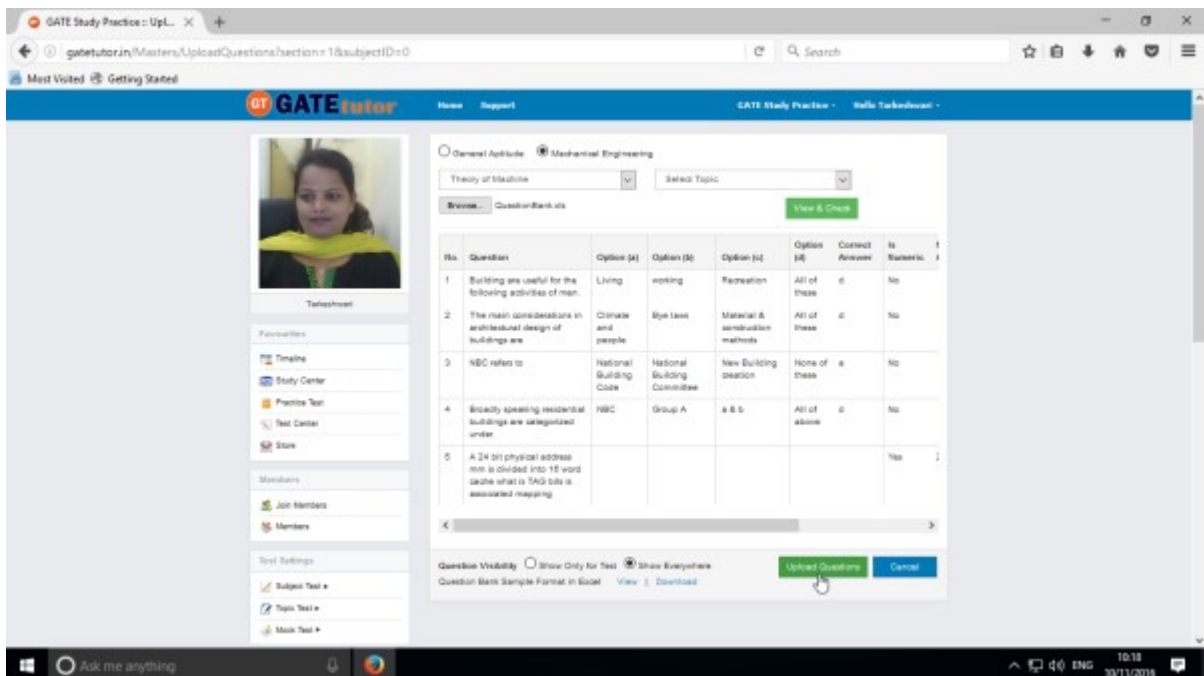 GATE Study Practice :: Upl...
gatetutor.in/Masters/UploadQuestions?section=1&subjectID=0
Search
Most Visited Getting Started
GT GATEtutor Home Support GATE Study Practice Hello Tarkeshwari
General Aptitude Mechanical Engineering
Theory of Machine Select Topic
Browse... QuestionBank.xls View & Check
No. Question Option (a) Option (b) Option (c) Option (d) Correct Answer Is Numeric
1 Building are useful for the following activities of men. Living working Recreation All of these d No
2 The main considerations in architectural design of buildings are Climate and people Bye laws Material & construction methods All of these d No
3 NBC refers to National Building Code National Building Committee New Building creation None of these a No
4 Broadly speaking residential buildings are categorized under NBC Group A a & b All of above d No
5 A 24 bit physical address mm is divided into 16 word cache what is TAG bits is associated mapping Yes
Tarkeshwari
Favourites
Timeline
Study Center
Practice Test
Test Center
Store
Members
Join Members
Members
Test Settings
Subject Test
Topic Test
Mock Test
Question Visibility Show Only for Test Show Everywhere Upload Questions Cancel
Question Bank Sample Format in Excel View | Download
Ask me anything
ENG 10:18
10/11/2016